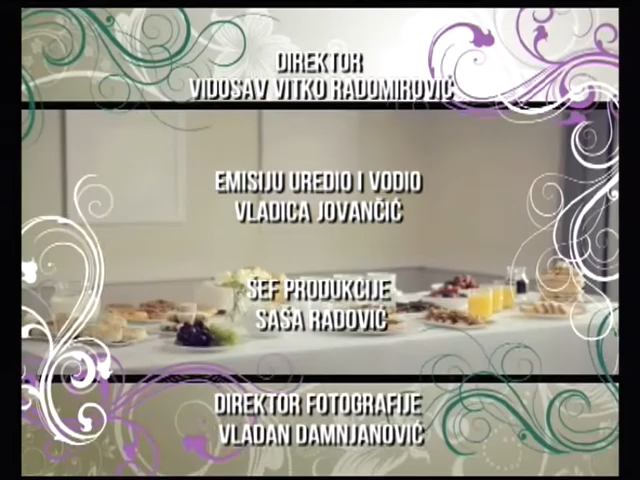 DIREKTOR
VIDOSAV VITKO RADOMIROVIĆ
EMISIJU UREDIO I VODIO
VLADICA JOVANČIĆ
ŠEF PRODUKCIJE
SAŠA RADOVIĆ
DIREKTOR FOTOGRAFIJE
VLADAN DAMNJANOVIĆ